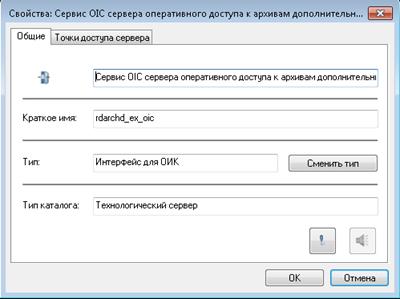 Свойства: Сервис OIC сервера оперативного доступа к архивам дополнительн...
Общие
Точки доступа сервера
Сервис OIC сервера оперативного доступа к архивам дополнительн
Краткое имя:
rdarchd_ex_oic
Тип:
Интерфейс для ОИК
Сменить тип
Тип каталога:
Технологический сервер
OK
Отмена